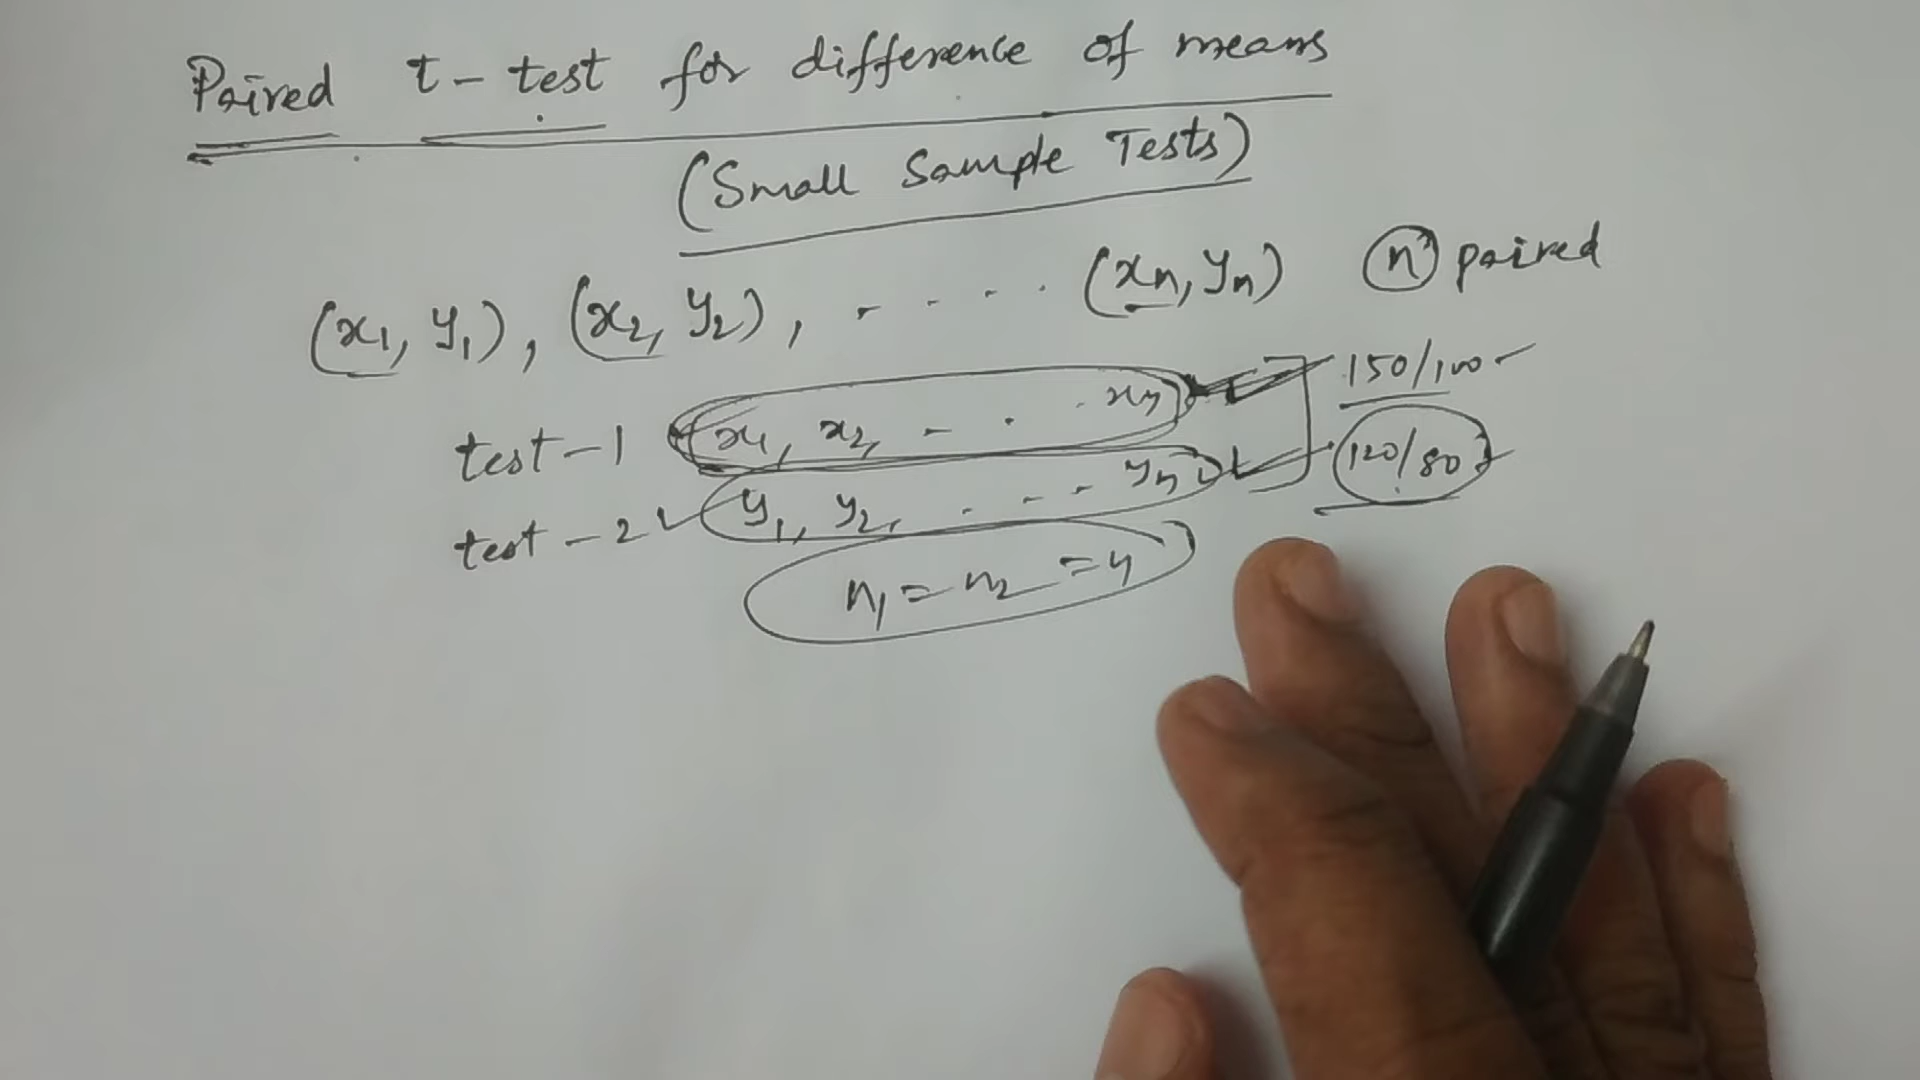 Paired t-test for difference of means
(Small Sample Tests)
(x1, y1), (x2, y2), - . . . . (xn, yn) n paired
test-1 x1, x2, - . . xn 150/100
test-2 y1, y2, . - - yn 120/80
n1 = n2 = n